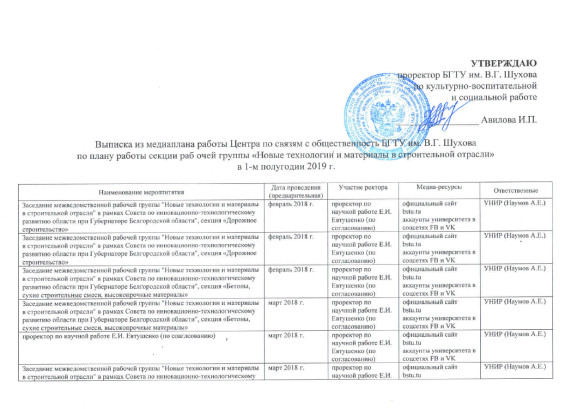 УТВЕРЖДАЮ
проректор БГТУ им. В.Г. Шухова
по культурно-воспитательной
и социальной работе
Авилова И.П.
Выписка из медиаплана работы Центра по связям с общественность БГТУ им. В.Г. Шухова
по плану работы секции раб очей группы «Новые технологии и материалы в строительной отрасли»
в 1-м полугодии 2019 г.
Наименование мероптитятия
Дата проведения
(предварительная)
Участие ректора
Медиа-ресурсы
Ответственные
Заседание межведомственной рабочей группы "Новые технологии и материалы
в строительной отрасли" в рамках Совета по инновационно-технологическому
развитию области при Губернаторе Белгородской области", секция «Дорожное
строительство»
февраль 2018 г.
проректор по
научной работе Е.И.
Евтушенко (по
согласованию)
официальный сайт
bstu.ru
аккаунты университета в
соцсетях FB и VK
УНИР (Наумов А.Е.)
Заседание межведомственной рабочей группы "Новые технологии и материалы
в строительной отрасли" в рамках Совета по инновационно-технологическому
развитию области при Губернаторе Белгородской области", секция «Дорожное
строительство»
февраль 2018 г.
проректор по
научной работе Е.И.
Евтушенко (по
согласованию)
официальный сайт
bstu.ru
аккаунты университета в
соцсетях FB и VK
УНИР (Наумов А.Е.)
Заседание межведомственной рабочей группы "Новые технологии и материалы
в строительной отрасли" в рамках Совета по инновационно-технологическому
развитию области при Губернаторе Белгородской области", секция «Бетоны,
сухие строительные смеси, высокопрочные материалы»
февраль 2018 г.
проректор по
научной работе Е.И.
Евтушенко (по
согласованию)
официальный сайт
bstu.ru
аккаунты университета в
соцсетях FB и VK
УНИР (Наумов А.Е.)
Заседание межведомственной рабочей группы "Новые технологии и материалы
в строительной отрасли" в рамках Совета по инновационно-технологическому
развитию области при Губернаторе Белгородской области", секция «Бетоны,
сухие строительные смеси, высокопрочные материалы»
март 2018 г.
проректор по
научной работе Е.И.
Евтушенко (по
согласованию)
официальный сайт
bstu.ru
аккаунты университета в
соцсетях FB и VK
УНИР (Наумов А.Е.)
проректор по научной работе Е.И. Евтушенко (по согласованию)
март 2018 г.
проректор по
научной работе Е.И.
Евтушенко (по
согласованию)
официальный сайт
bstu.ru
аккаунты университета в
соцсетях FB и VK
УНИР (Наумов А.Е.)
Заседание межведомственной рабочей группы "Новые технологии и материалы
в строительной отрасли" в рамках Совета по инновационно-технологическому
март 2018 г.
проректор по
научной работе Е.И.
официальный сайт
bstu.ru
УНИР (Наумов А.Е.)